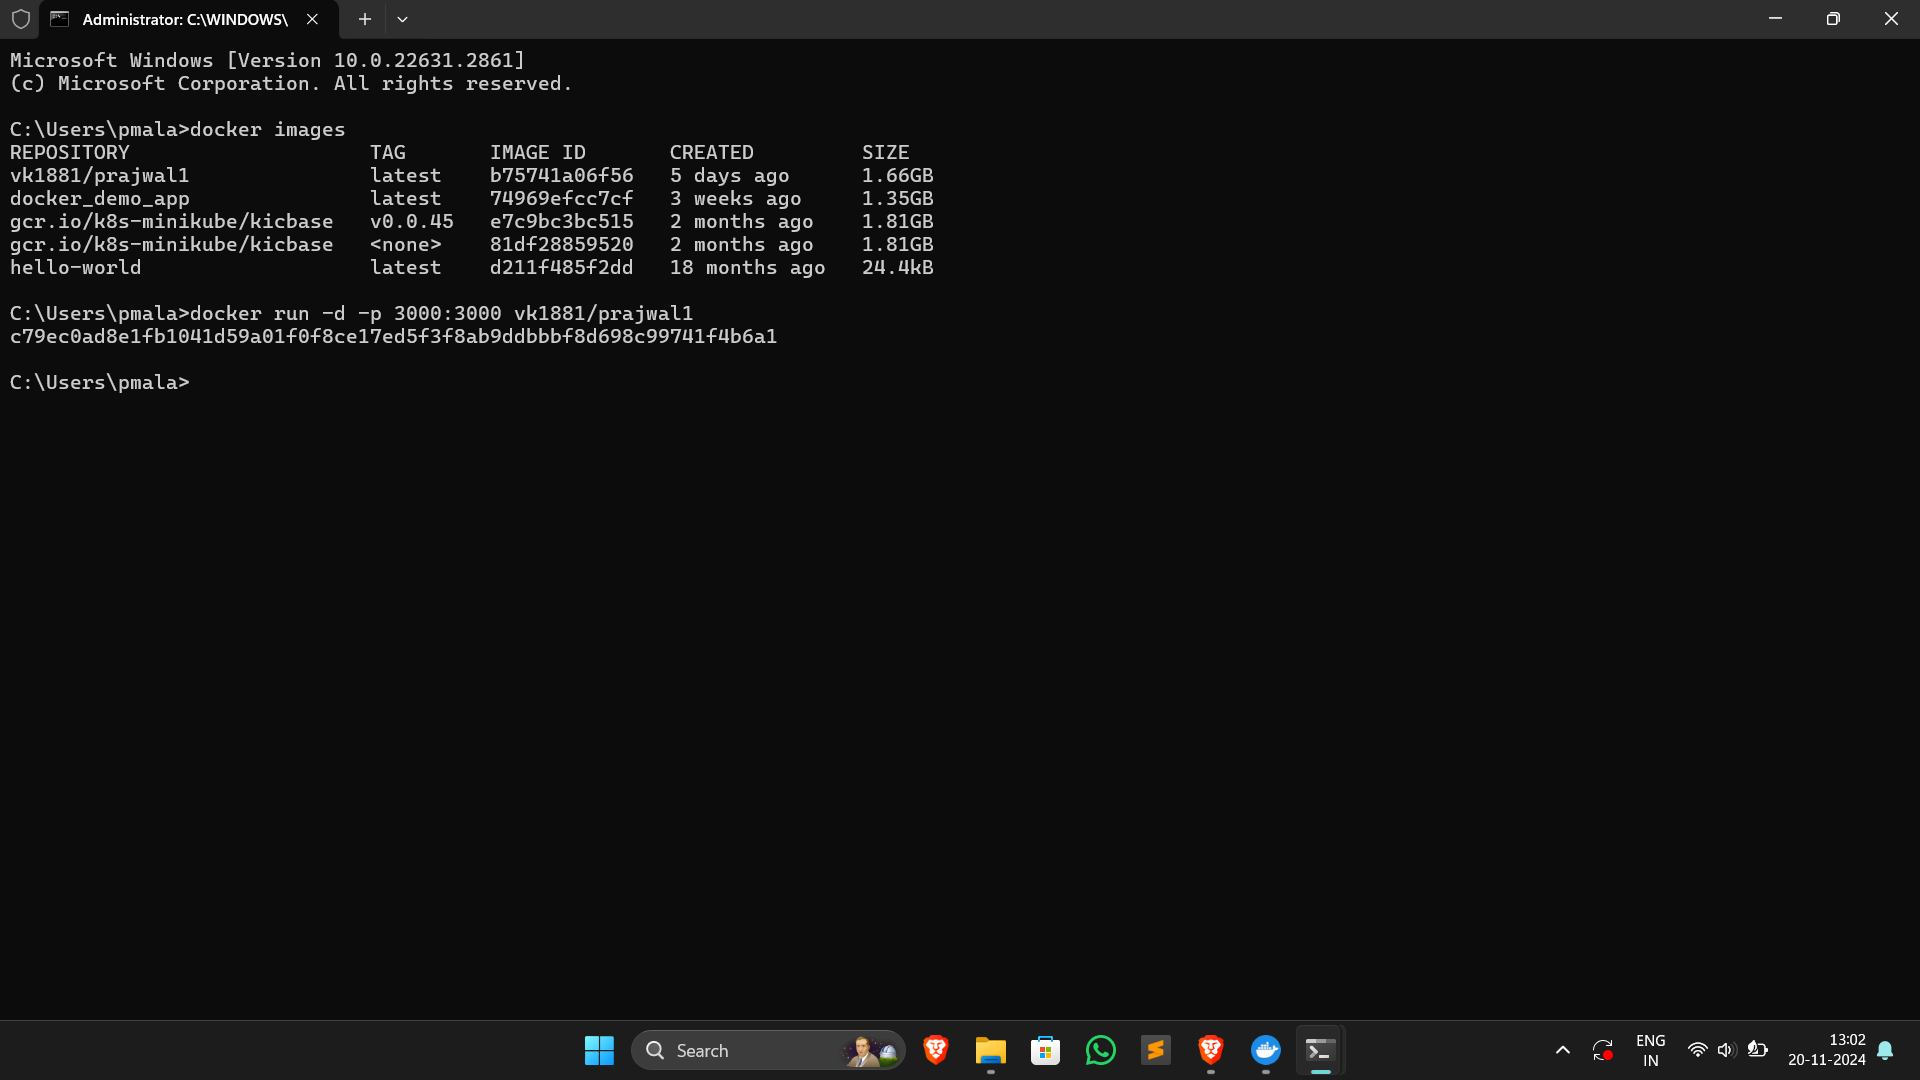 Administrator: C:\WINDOWS\
Microsoft Windows [Version 10.0.22631.2861]
(c) Microsoft Corporation. All rights reserved.
C:\Users\pmala>docker images
REPOSITORY TAG IMAGE ID CREATED SIZE
vk1881/prajwal1 latest b75741a06f56 5 days ago 1.66GB
docker_demo_app latest 74969efcc7cf 3 weeks ago 1.35GB
gcr.io/k8s-minikube/kicbase v0.0.45 e7c9bc3bc515 2 months ago 1.81GB
gcr.io/k8s-minikube/kicbase <none> 81df28859520 2 months ago 1.81GB
hello-world latest d211f485f2dd 18 months ago 24.4kB
C:\Users\pmala>docker run -d -p 3000:3000 vk1881/prajwal1
c79ec0ad8e1fb1041d59a01f0f8ce17ed5f3f8ab9ddbbbf8d698c99741f4b6a1
C:\Users\pmala>
Search
ENG
IN
13:02
20-11-2024